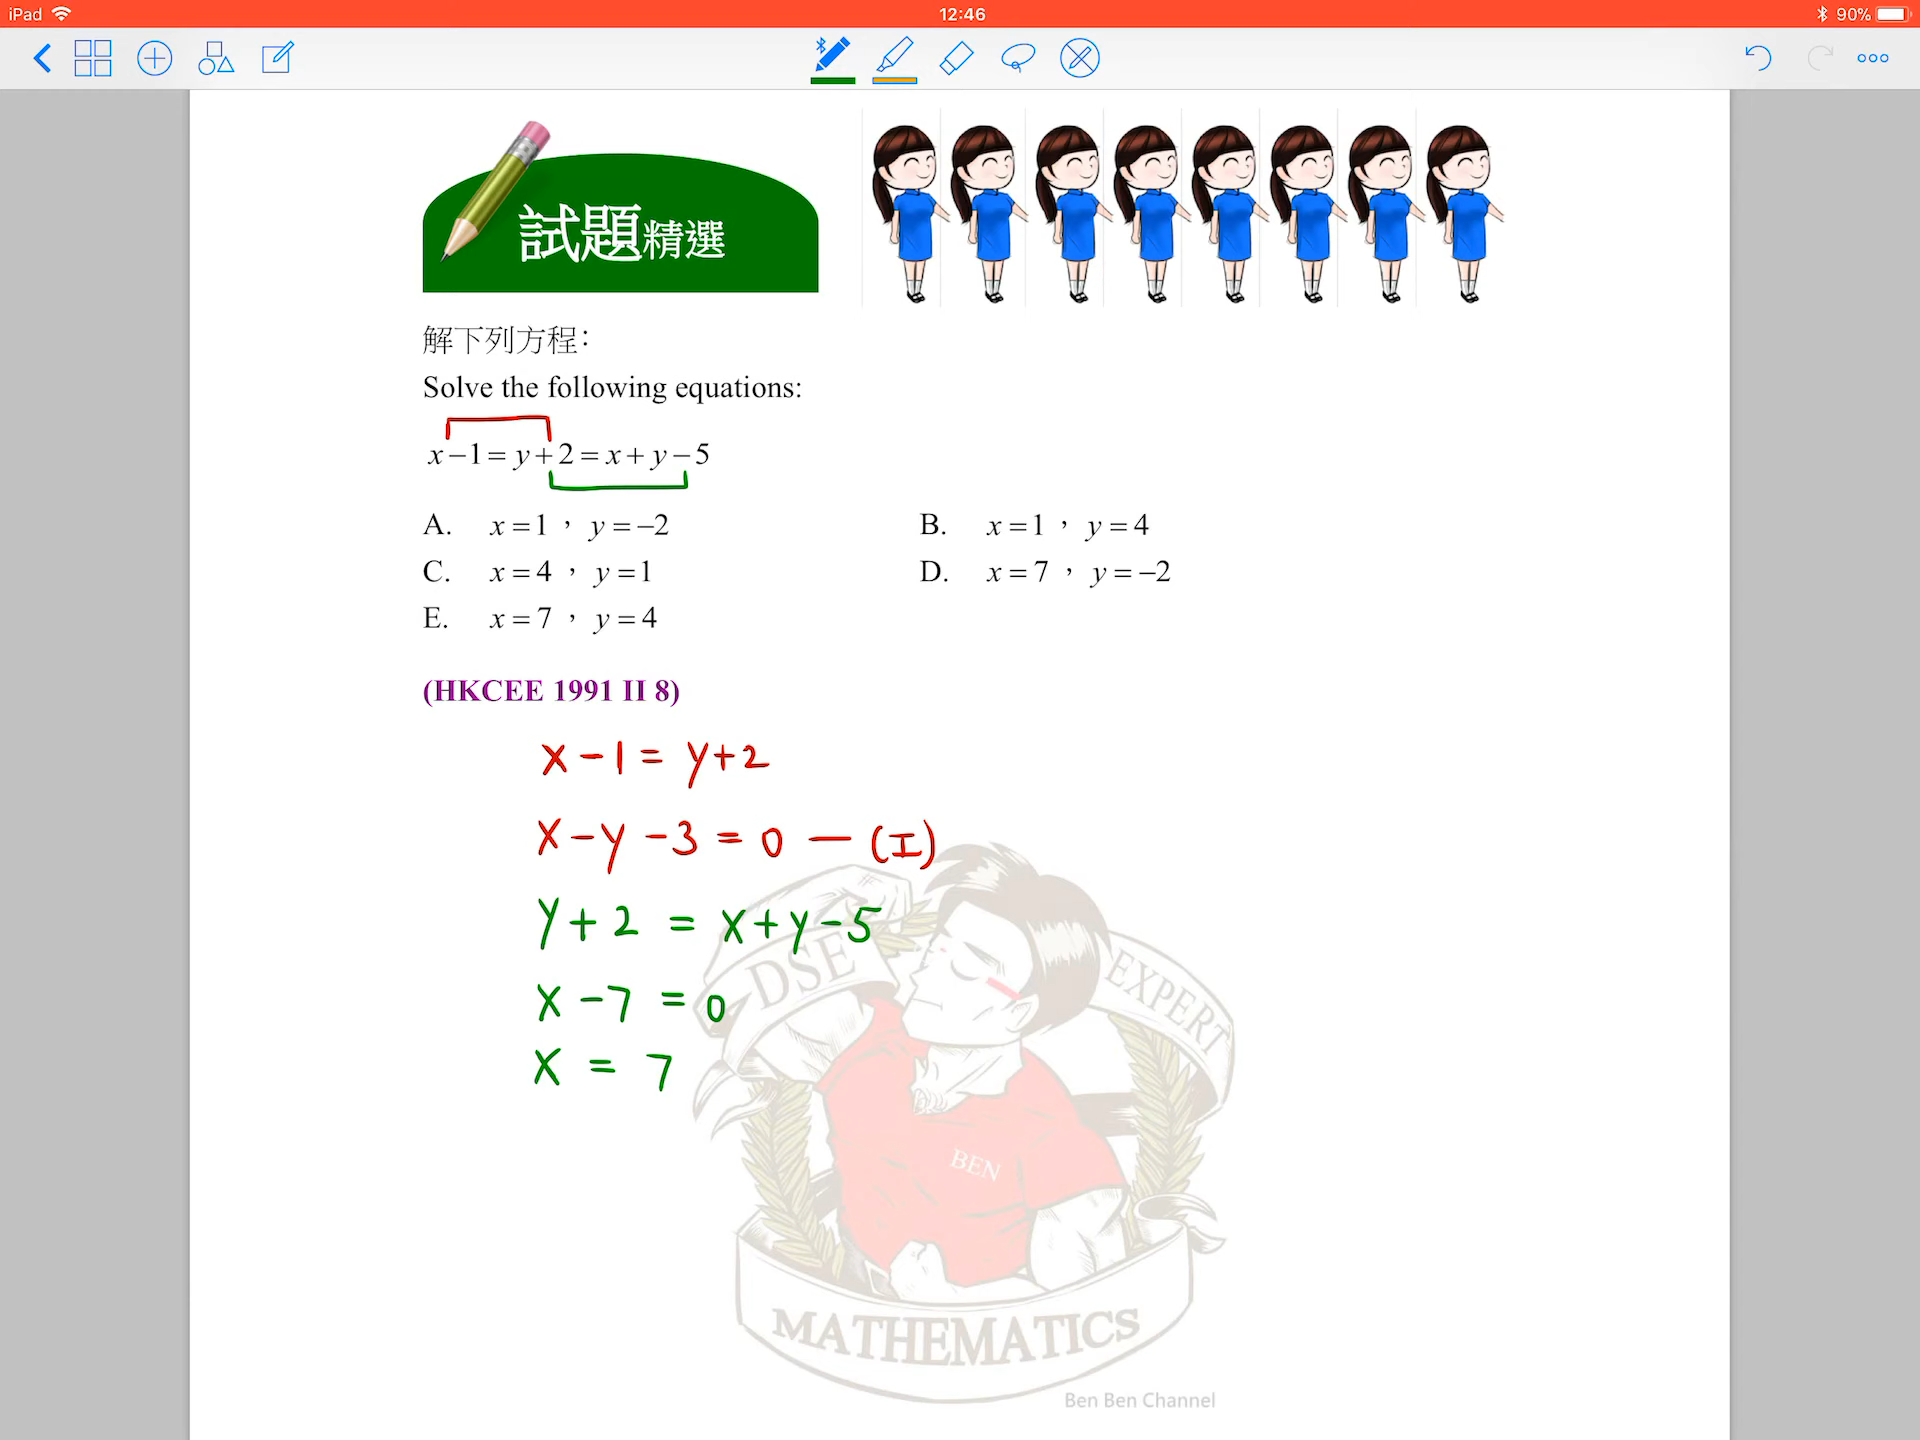 iPad 12:46 90%
試題精選
解下列方程：
Solve the following equations:
x−1=y+2=x+y−5
A. x=1， y=−2 B. x=1， y=4
C. x=4， y=1 D. x=7， y=−2
E. x=7， y=4
(HKCEE 1991 II 8)
x−1= y+2
x−y−3=0 — (I)
y+2 = x+y−5
x−7=0
x = 7
DSE EXPERT
BEN
MATHEMATICS
Ben Ben Channel